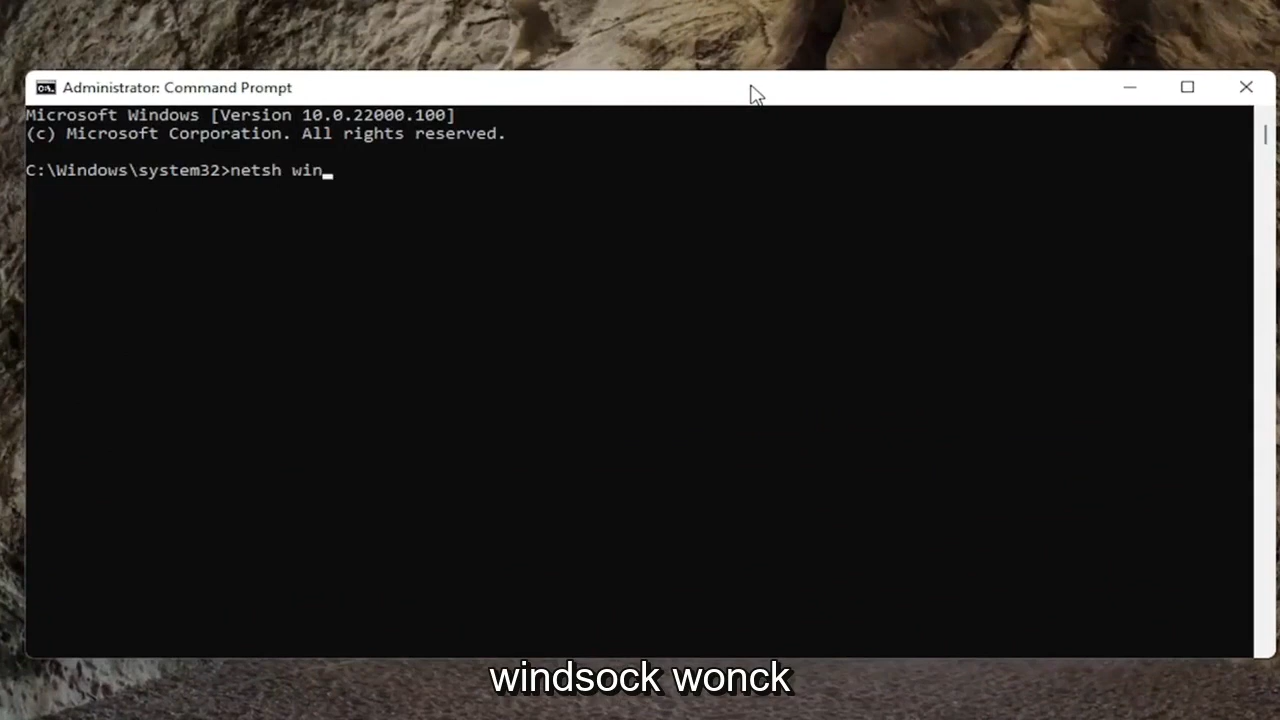 Administrator: Command Prompt
Microsoft Windows [Version 10.0.22000.100]
(c) Microsoft Corporation. All rights reserved.
C:\Windows\system32>netsh win
windsock wonck